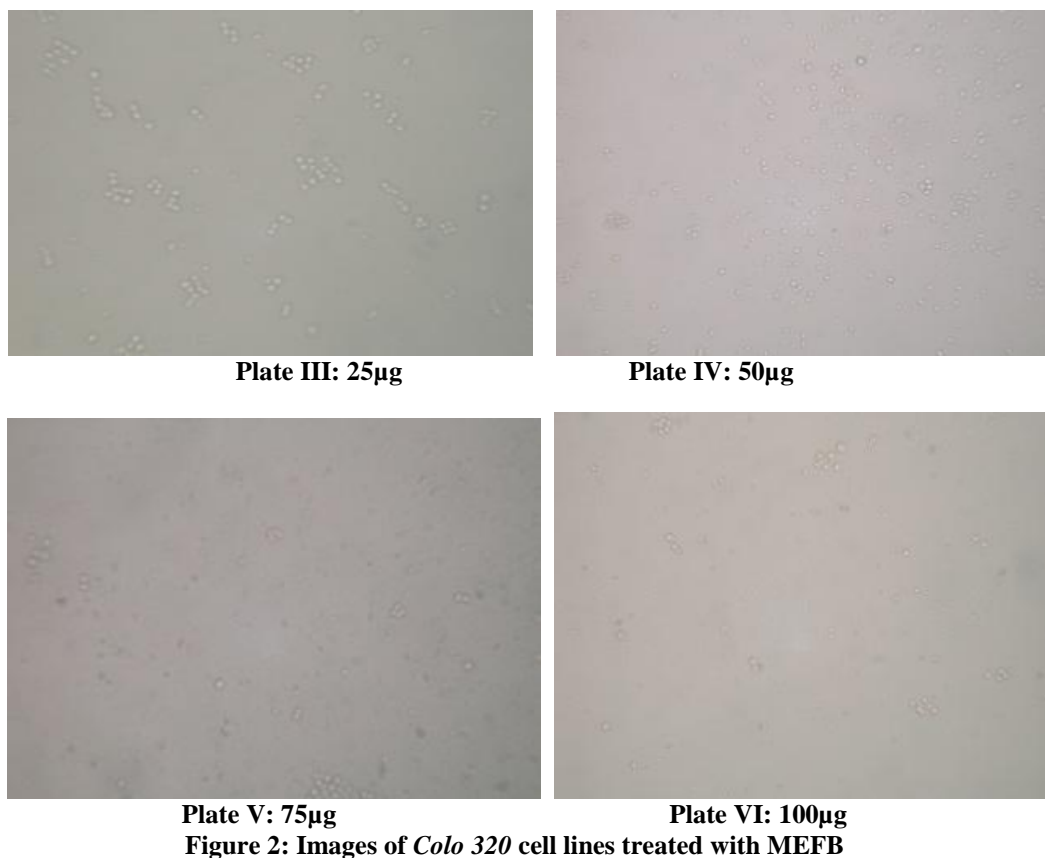 Plate III: 25µg
Plate IV: 50µg
Plate V: 75µg
Plate VI: 100µg
Figure 2: Images of Colo 320 cell lines treated with MEFB